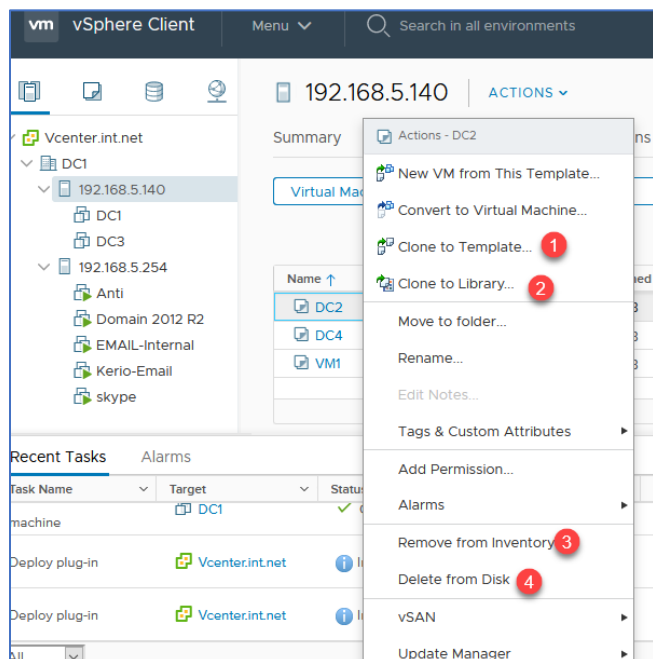 vm vSphere Client Menu Search in all environments
192.168.5.140 ACTIONS
Vcenter.int.net
DC1
192.168.5.140
DC1
DC3
192.168.5.254
Anti
Domain 2012 R2
EMAIL-Internal
Kerio-Email
skype
Summary
Virtual Mac
Name ↑
DC2
DC4
VM1
Actions - DC2
New VM from This Template...
Convert to Virtual Machine...
Clone to Template... 1
Clone to Library... 2
Move to folder...
Rename...
Edit Notes...
Tags & Custom Attributes
Add Permission...
Alarms
Remove from Inventory 3
Delete from Disk 4
vSAN
Update Manager
ns
ned
3
3
3
Recent Tasks Alarms
Task Name Target Status
machine DC1
Deploy plug-in Vcenter.int.net
Deploy plug-in Vcenter.int.net
All